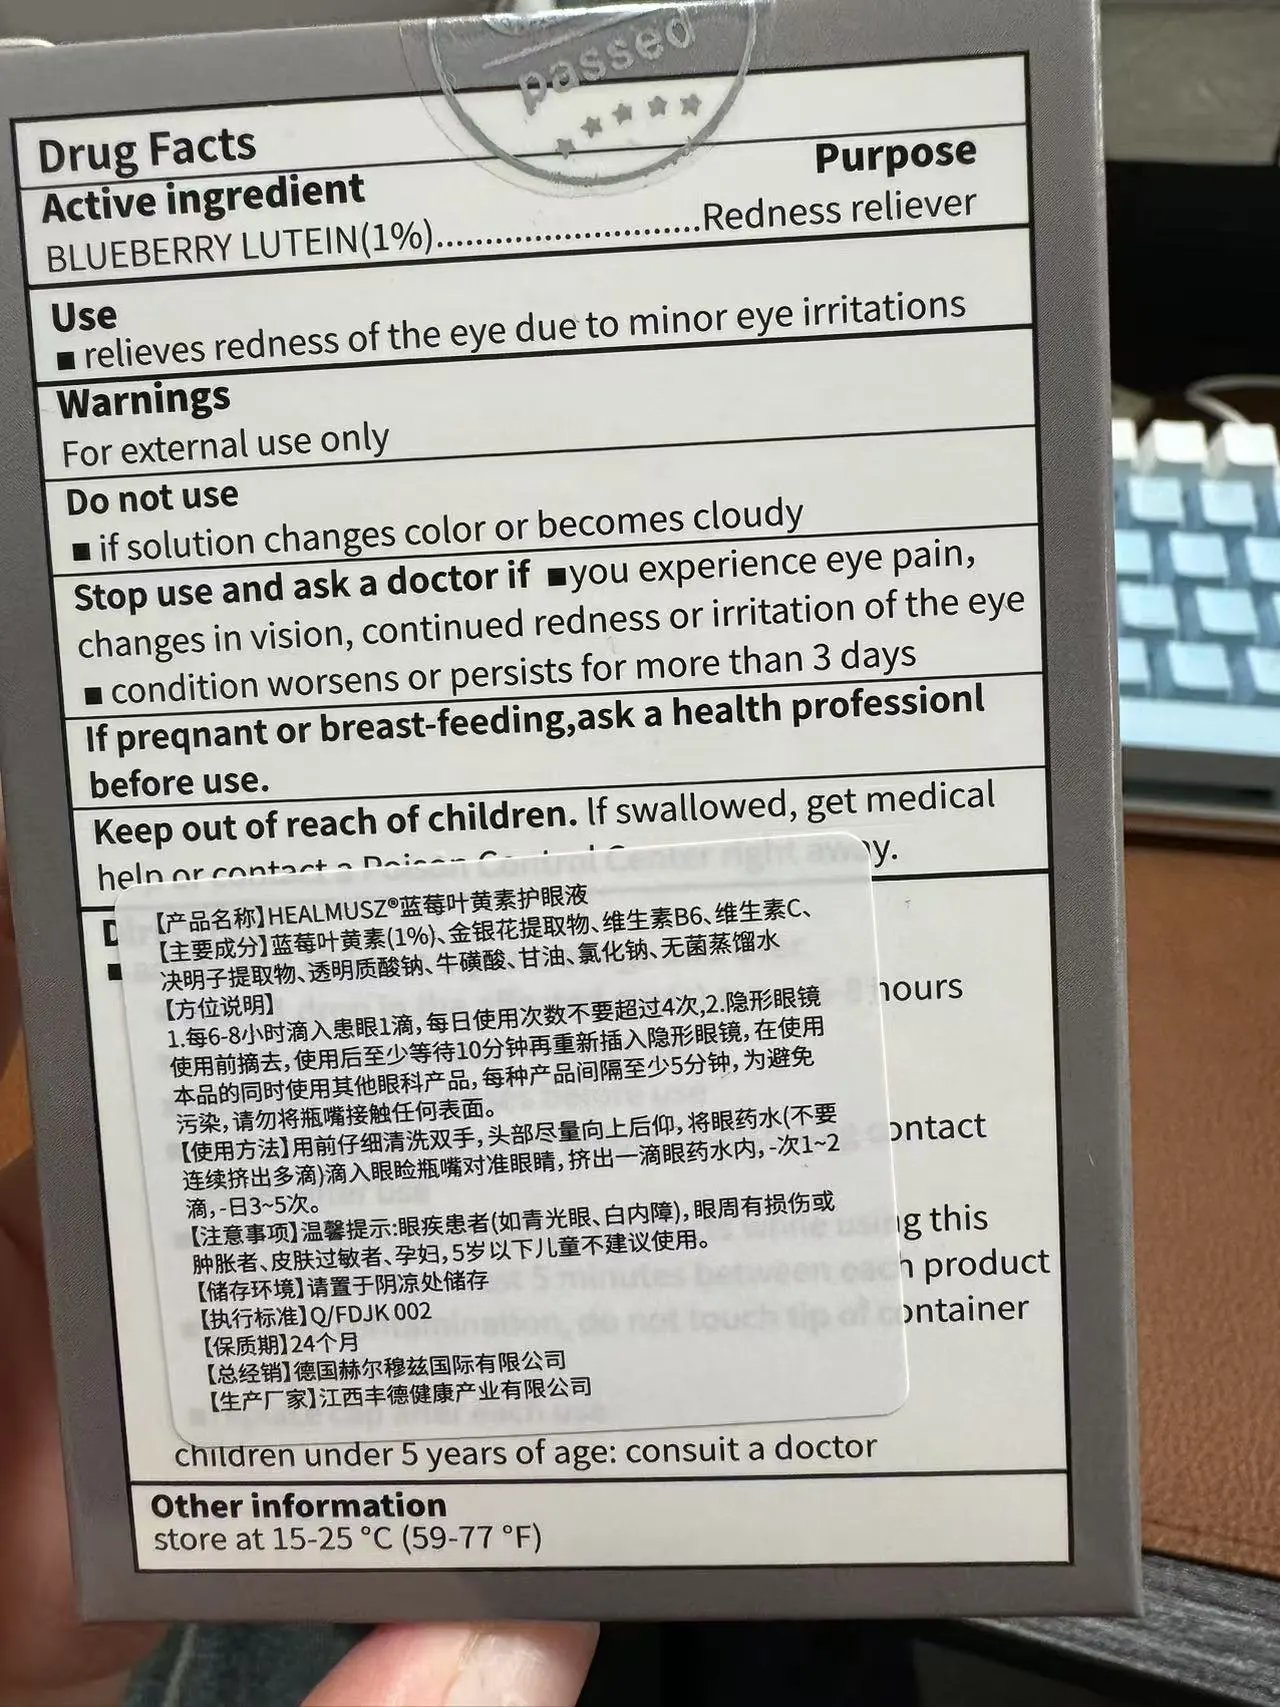 passed
Drug Facts
Active ingredient Purpose
BLUEBERRY LUTEIN(1%)............................Redness reliever
Use
■ relieves redness of the eye due to minor eye irritations
Warnings
For external use only
Do not use
■ if solution changes color or becomes cloudy
Stop use and ask a doctor if ■you experience eye pain,
changes in vision, continued redness or irritation of the eye
■ condition worsens or persists for more than 3 days
If preqnant or breast-feeding,ask a health professionl
before use.
Keep out of reach of children. If swallowed, get medical
help or contact a Poison Control Center right away.
【产品名称】HEALMUSZ®蓝莓叶黄素护眼液
【主要成分】蓝莓叶黄素(1%)、金银花提取物、维生素B6、维生素C、
决明子提取物、透明质酸钠、牛磺酸、甘油、氯化钠、无菌蒸馏水
【方位说明】
1.每6-8小时滴入患眼1滴,每日使用次数不要超过4次,2.隐形眼镜
使用前摘去,使用后至少等待10分钟再重新插入隐形眼镜,在使用
本品的同时使用其他眼科产品,每种产品间隔至少5分钟,为避免
污染,请勿将瓶嘴接触任何表面。
【使用方法】用前仔细清洗双手,头部尽量向上后仰,将眼药水(不要
连续挤出多滴)滴入眼睑瓶嘴对准眼睛,挤出一滴眼药水内,-次1~2
滴,-日3~5次。
【注意事项】温馨提示:眼疾患者(如青光眼、白内障),眼周有损伤或
肿胀者、皮肤过敏者、孕妇,5岁以下儿童不建议使用。
【储存环境】请置于阴凉处储存
【执行标准】Q/FDJK 002
【保质期】24个月
【总经销】德国赫尔穆兹国际有限公司
【生产厂家】江西丰德健康产业有限公司
hours
contact
this
product
container
children under 5 years of age: consuit a doctor
Other information
store at 15-25 °C (59-77 °F)